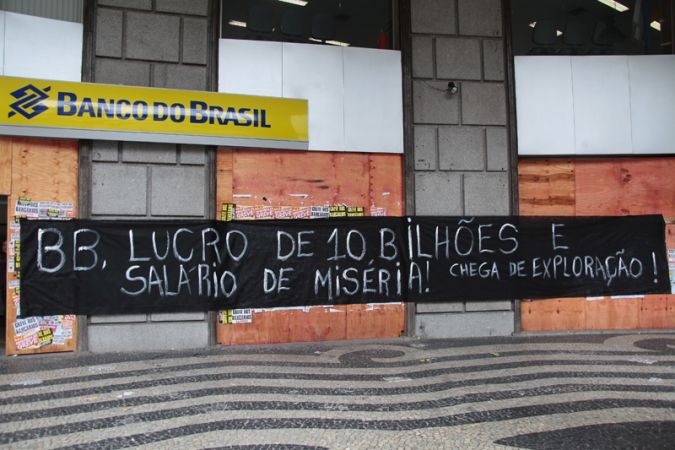 BANCO DO BRASIL
BB, LUCRO DE 10 BILHÕES E
SALÁRIO DE MISÉRIA! CHEGA DE EXPLORAÇÃO!